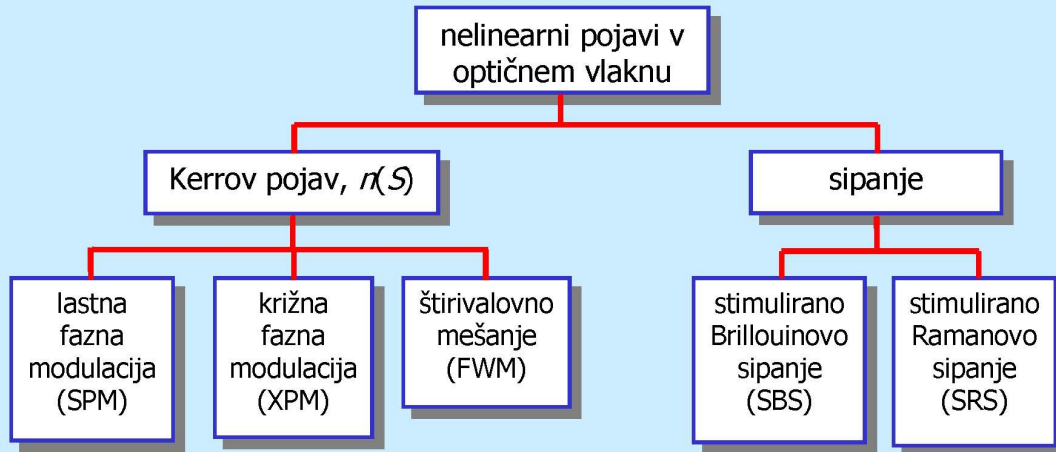 nelinearni pojavi v
optičnem vlaknu
Kerrov pojav, n(S)
sipanje
lastna
fazna
modulacija
(SPM)
križna
fazna
modulacija
(XPM)
štirivalovno
mešanje
(FWM)
stimulirano
Brillouinovo
sipanje
(SBS)
stimulirano
Ramanovo
sipanje
(SRS)